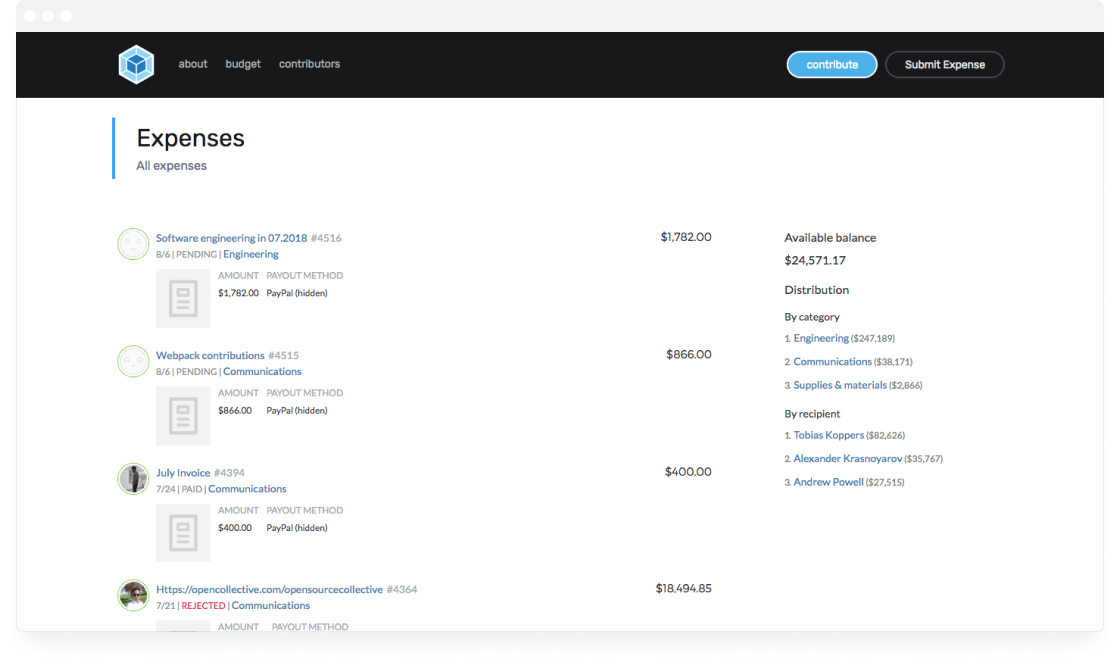 about budget contributors contribute Submit Expense
Expenses
All expenses
Software engineering in 07.2018 #4516 $1,782.00
8/6 | PENDING | Engineering
AMOUNT PAYOUT METHOD
$1,782.00 PayPal (hidden)
Webpack contributions #4515 $866.00
8/6 | PENDING | Communications
AMOUNT PAYOUT METHOD
$866.00 PayPal (hidden)
July Invoice #4394 $400.00
7/24 | PAID | Communications
AMOUNT PAYOUT METHOD
$400.00 PayPal (hidden)
Https://opencollective.com/opensourcecollective #4364 $18,494.85
7/21 | REJECTED | Communications
AMOUNT PAYOUT METHOD
Available balance
$24,571.17
Distribution
By category
1. Engineering ($247,189)
2. Communications ($38,171)
3. Supplies & materials ($2,866)
By recipient
1. Tobias Koppers ($82,626)
2. Alexander Krasnoyarov ($35,767)
3. Andrew Powell ($27,515)